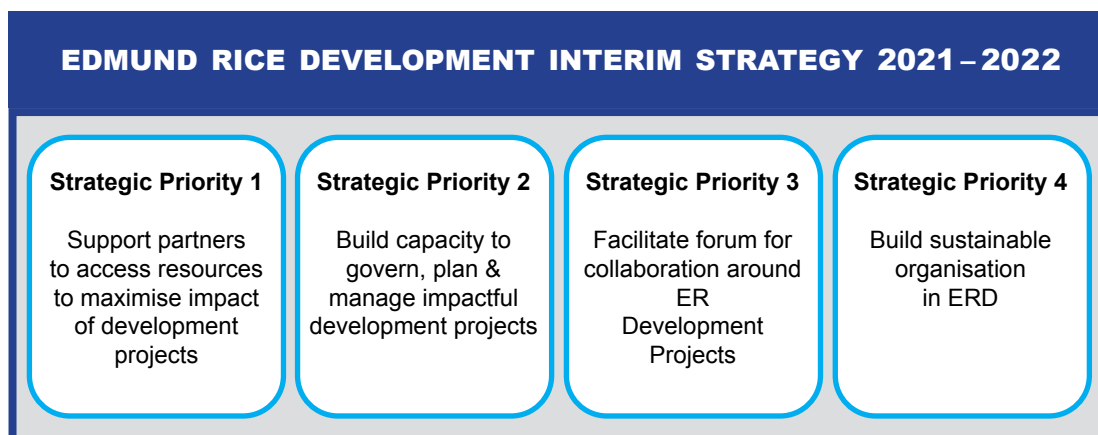 EDMUND RICE DEVELOPMENT INTERIM STRATEGY 2021–2022
Strategic Priority 1
Support partners
to access resources
to maximise impact
of development
projects
Strategic Priority 2
Build capacity to
govern, plan &
manage impactful
development projects
Strategic Priority 3
Facilitate forum for
collaboration around
ER
Development
Projects
Strategic Priority 4
Build sustainable
organisation
in ERD